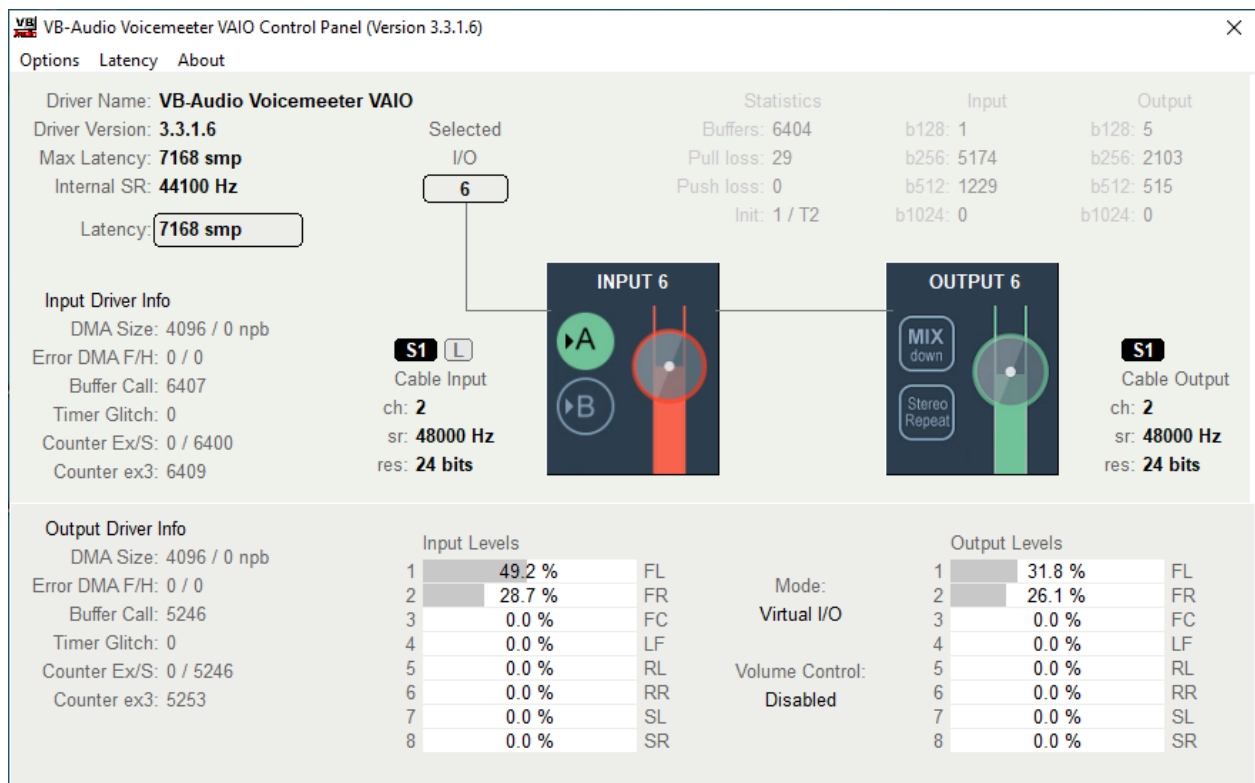 VB-Audio Voicemeeter VAIO Control Panel (Version 3.3.1.6)
Options Latency About
Driver Name: VB-Audio Voicemeeter VAIO
Driver Version: 3.3.1.6
Max Latency: 7168 smp
Internal SR: 44100 Hz
Latency: 7168 smp
Selected
I/O
6
Statistics Input Output
Buffers: 6404 b128: 1 b128: 5
Pull loss: 29 b256: 5174 b256: 2103
Push loss: 0 b512: 1229 b512: 515
Init: 1 / T2 b1024: 0 b1024: 0
Input Driver Info
DMA Size: 4096 / 0 npb
Error DMA F/H: 0 / 0
Buffer Call: 6407
Timer Glitch: 0
Counter Ex/S: 0 / 6400
Counter ex3: 6409
S1 L
Cable Input
ch: 2
sr: 48000 Hz
res: 24 bits
INPUT 6
A
B
OUTPUT 6
MIX
down
Stereo
Repeat
S1
Cable Output
ch: 2
sr: 48000 Hz
res: 24 bits
Output Driver Info
DMA Size: 4096 / 0 npb
Error DMA F/H: 0 / 0
Buffer Call: 5246
Timer Glitch: 0
Counter Ex/S: 0 / 5246
Counter ex3: 5253
Input Levels
1 49.2 % FL
2 28.7 % FR
3 0.0 % FC
4 0.0 % LF
5 0.0 % RL
6 0.0 % RR
7 0.0 % SL
8 0.0 % SR
Mode:
Virtual I/O
Volume Control:
Disabled
Output Levels
1 31.8 % FL
2 26.1 % FR
3 0.0 % FC
4 0.0 % LF
5 0.0 % RL
6 0.0 % RR
7 0.0 % SL
8 0.0 % SR